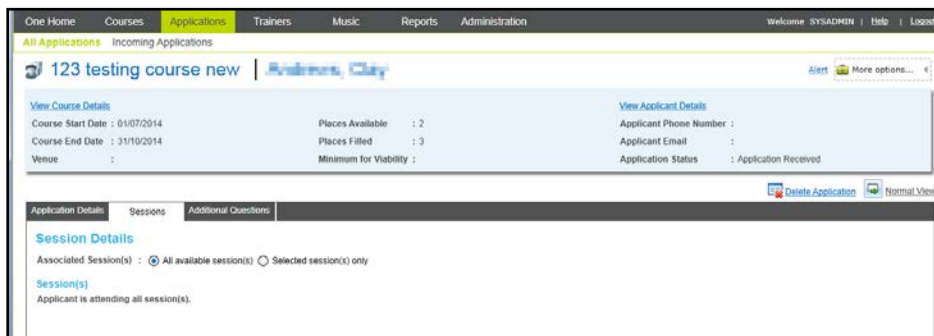 One Home Courses Applications Trainers Music Reports Administration Welcome SYSADMIN | Help | Logout
All Applications Incoming Applications
123 testing course new | Alert More options...
View Course Details View Applicant Details
Course Start Date : 01/07/2014 Places Available : 2 Applicant Phone Number :
Course End Date : 31/10/2014 Places Filled : 3 Applicant Email :
Venue : Minimum for Viability : Application Status : Application Received
Delete Application Normal View
Application Details Sessions Additional Questions
Session Details
Associated Session(s) : All available session(s) Selected session(s) only
Session(s)
Applicant is attending all session(s).